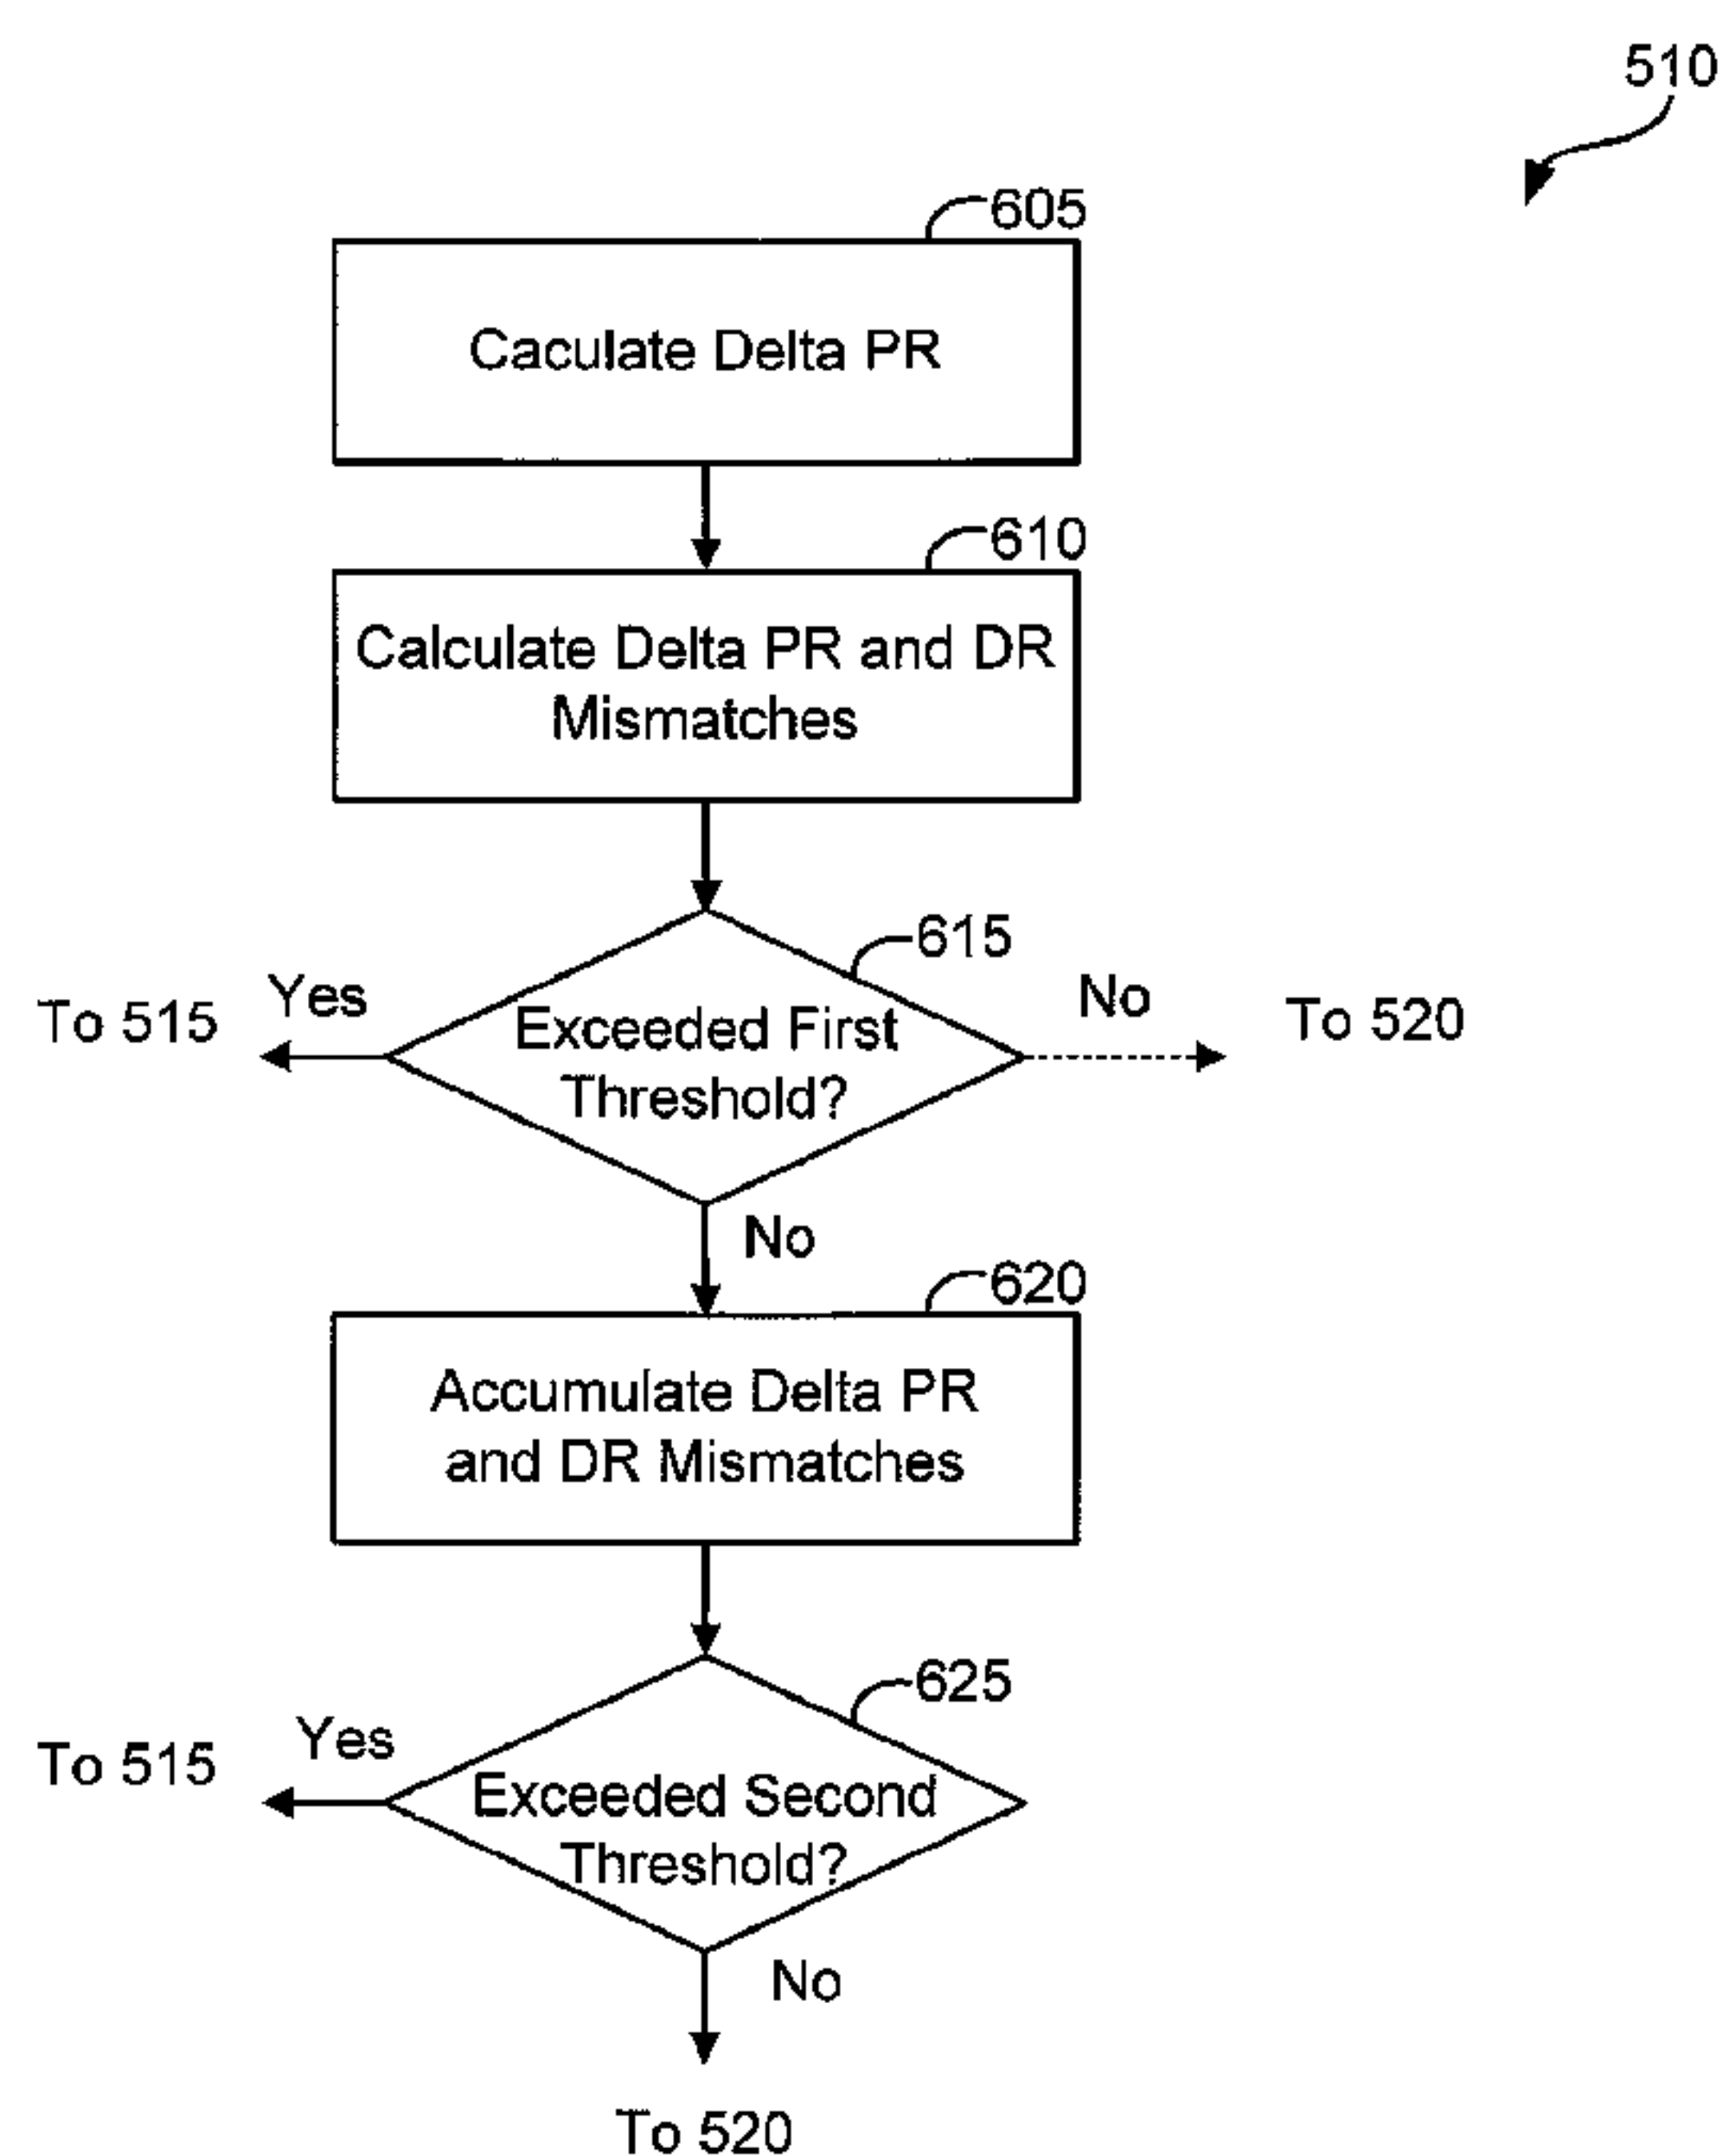 510
605
Caculate Delta PR
610
Calculate Delta PR and DR
Mismatches
615
Yes
No
To 515
To 520
Exceeded First
Threshold?
No
620
Accumulate Delta PR
and DR Mismatches
625
Yes
To 515
Exceeded Second
Threshold?
No
To 520